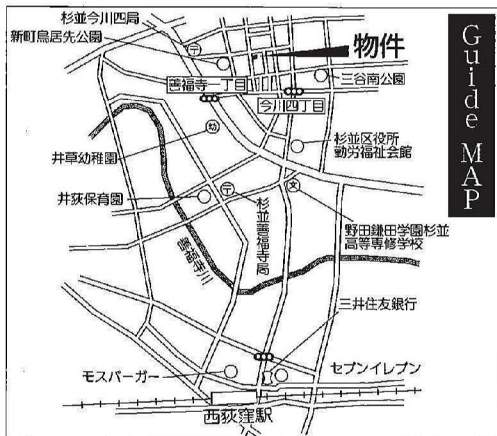 杉並今川四局
新町鳥居先公園
物件
三谷南公園
善福寺一丁目
今川四丁目
Guide MAP
幼
井草幼稚園
杉並区役所
勤労福祉会館
井荻保育園
杉並善福寺局
文
野田鎌田学園杉並
高等専修学校
善福寺川
三井住友銀行
モスバーガー
セブンイレブン
西荻窪駅